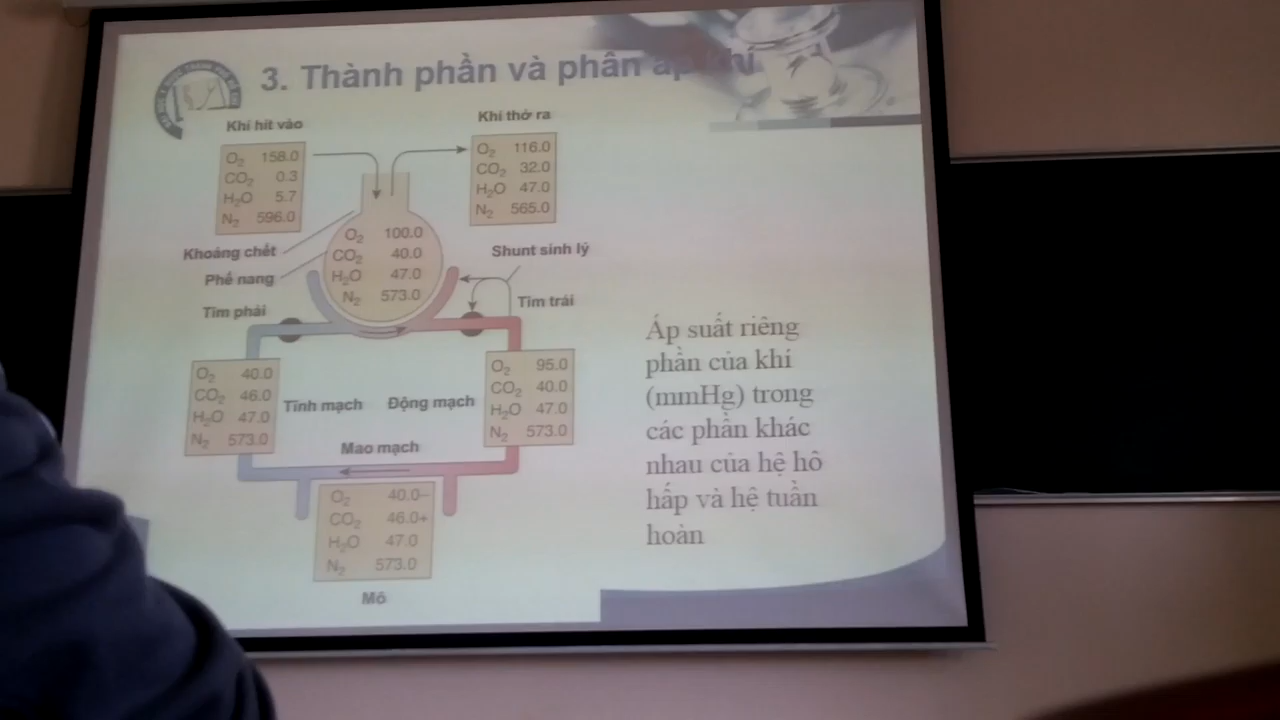 3. Thành phần và phân áp khí
Khí hít vào
Khí thở ra
O₂ 158.0
CO₂ 0.3
H₂O 5.7
N₂ 596.0
O₂ 116.0
CO₂ 32.0
H₂O 47.0
N₂ 565.0
O₂ 100.0
CO₂ 40.0
H₂O 47.0
N₂ 573.0
Khoảng chết
Phế nang
Shunt sinh lý
Tim phải
Tim trái
O₂ 40.0
CO₂ 46.0
H₂O 47.0
N₂ 573.0
Tĩnh mạch
Động mạch
O₂ 95.0
CO₂ 40.0
H₂O 47.0
N₂ 573.0
Mao mạch
O₂ 40.0–
CO₂ 46.0+
H₂O 47.0
N₂ 573.0
Mô
Áp suất riêng
phần của khí
(mmHg) trong
các phần khác
nhau của hệ hô
hấp và hệ tuần
hoàn